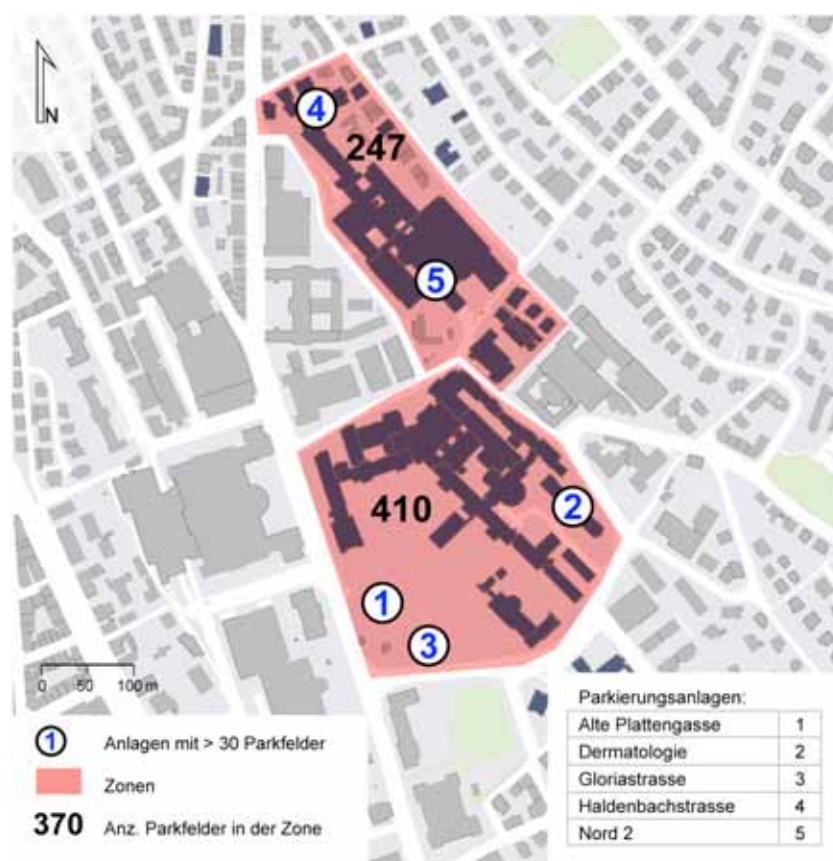 N
4
247
5
410
2
1
3
0 50 100 m
1 Anlagen mit > 30 Parkfelder
Zonen
370 Anz. Parkfelder in der Zone
Parkierungsanlagen:
Alte Plattengasse 1
Dermatologie 2
Gloriastrasse 3
Haldenbachstrasse 4
Nord 2 5